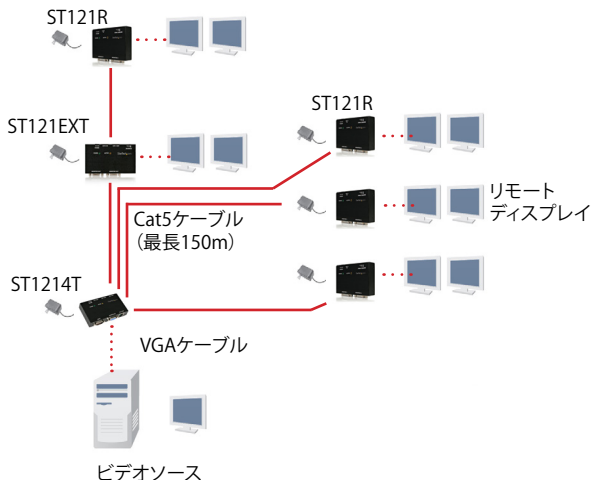 ST121R
ST121EXT
ST121R
リモート
ディスプレイ
Cat5ケーブル
（最長150m）
ST1214T
VGAケーブル
ビデオソース